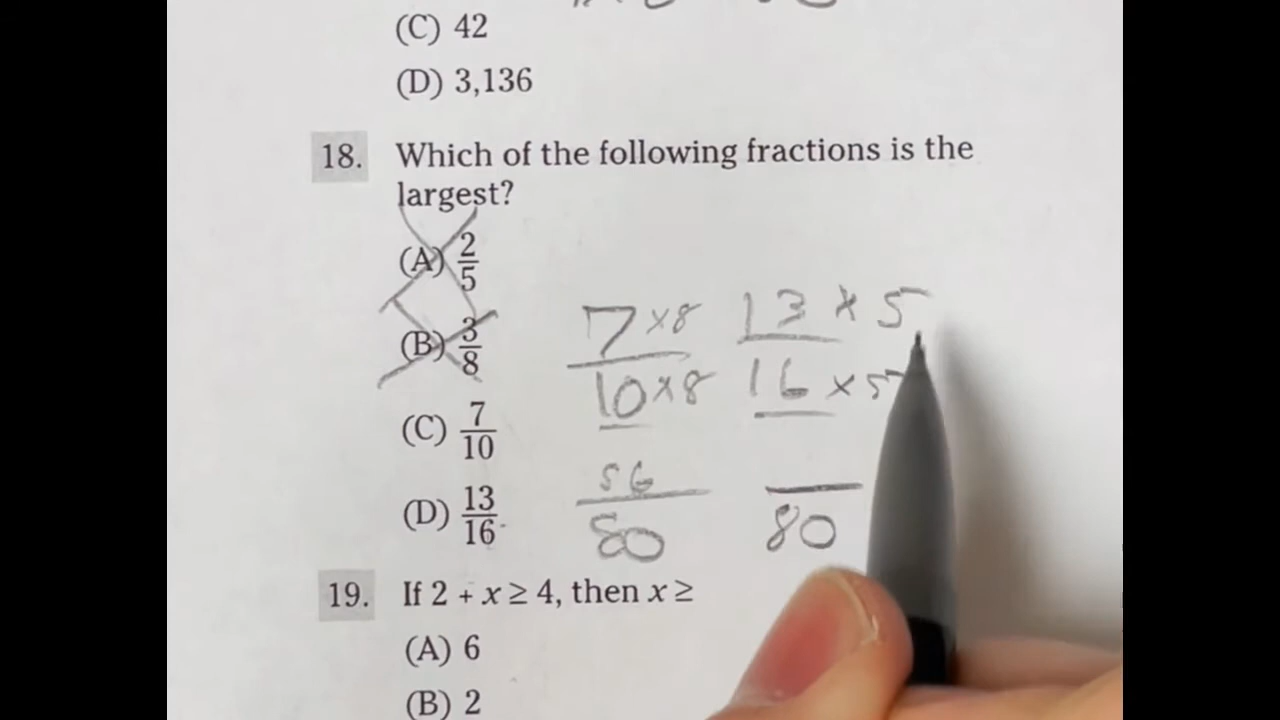 (C) 42
(D) 3,136
18. Which of the following fractions is the
largest?
(A) 2/5
(B) 3/8
(C) 7/10
(D) 13/16
7 × 8 13 × 5
10 × 8 16 × 5
56
80 80
19. If 2 + x ≥ 4, then x ≥
(A) 6
(B) 2